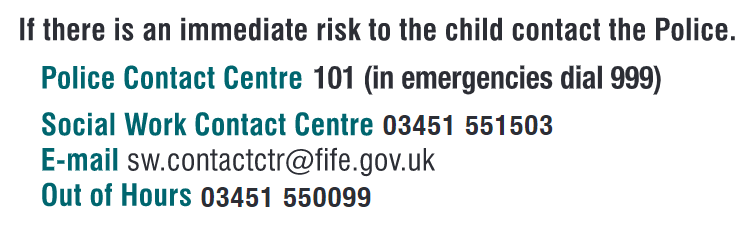 If there is an immediate risk to the child contact the Police.
Police Contact Centre 101 (in emergencies dial 999)
Social Work Contact Centre 03451 551503
E-mail sw.contactctr@fife.gov.uk
Out of Hours 03451 550099